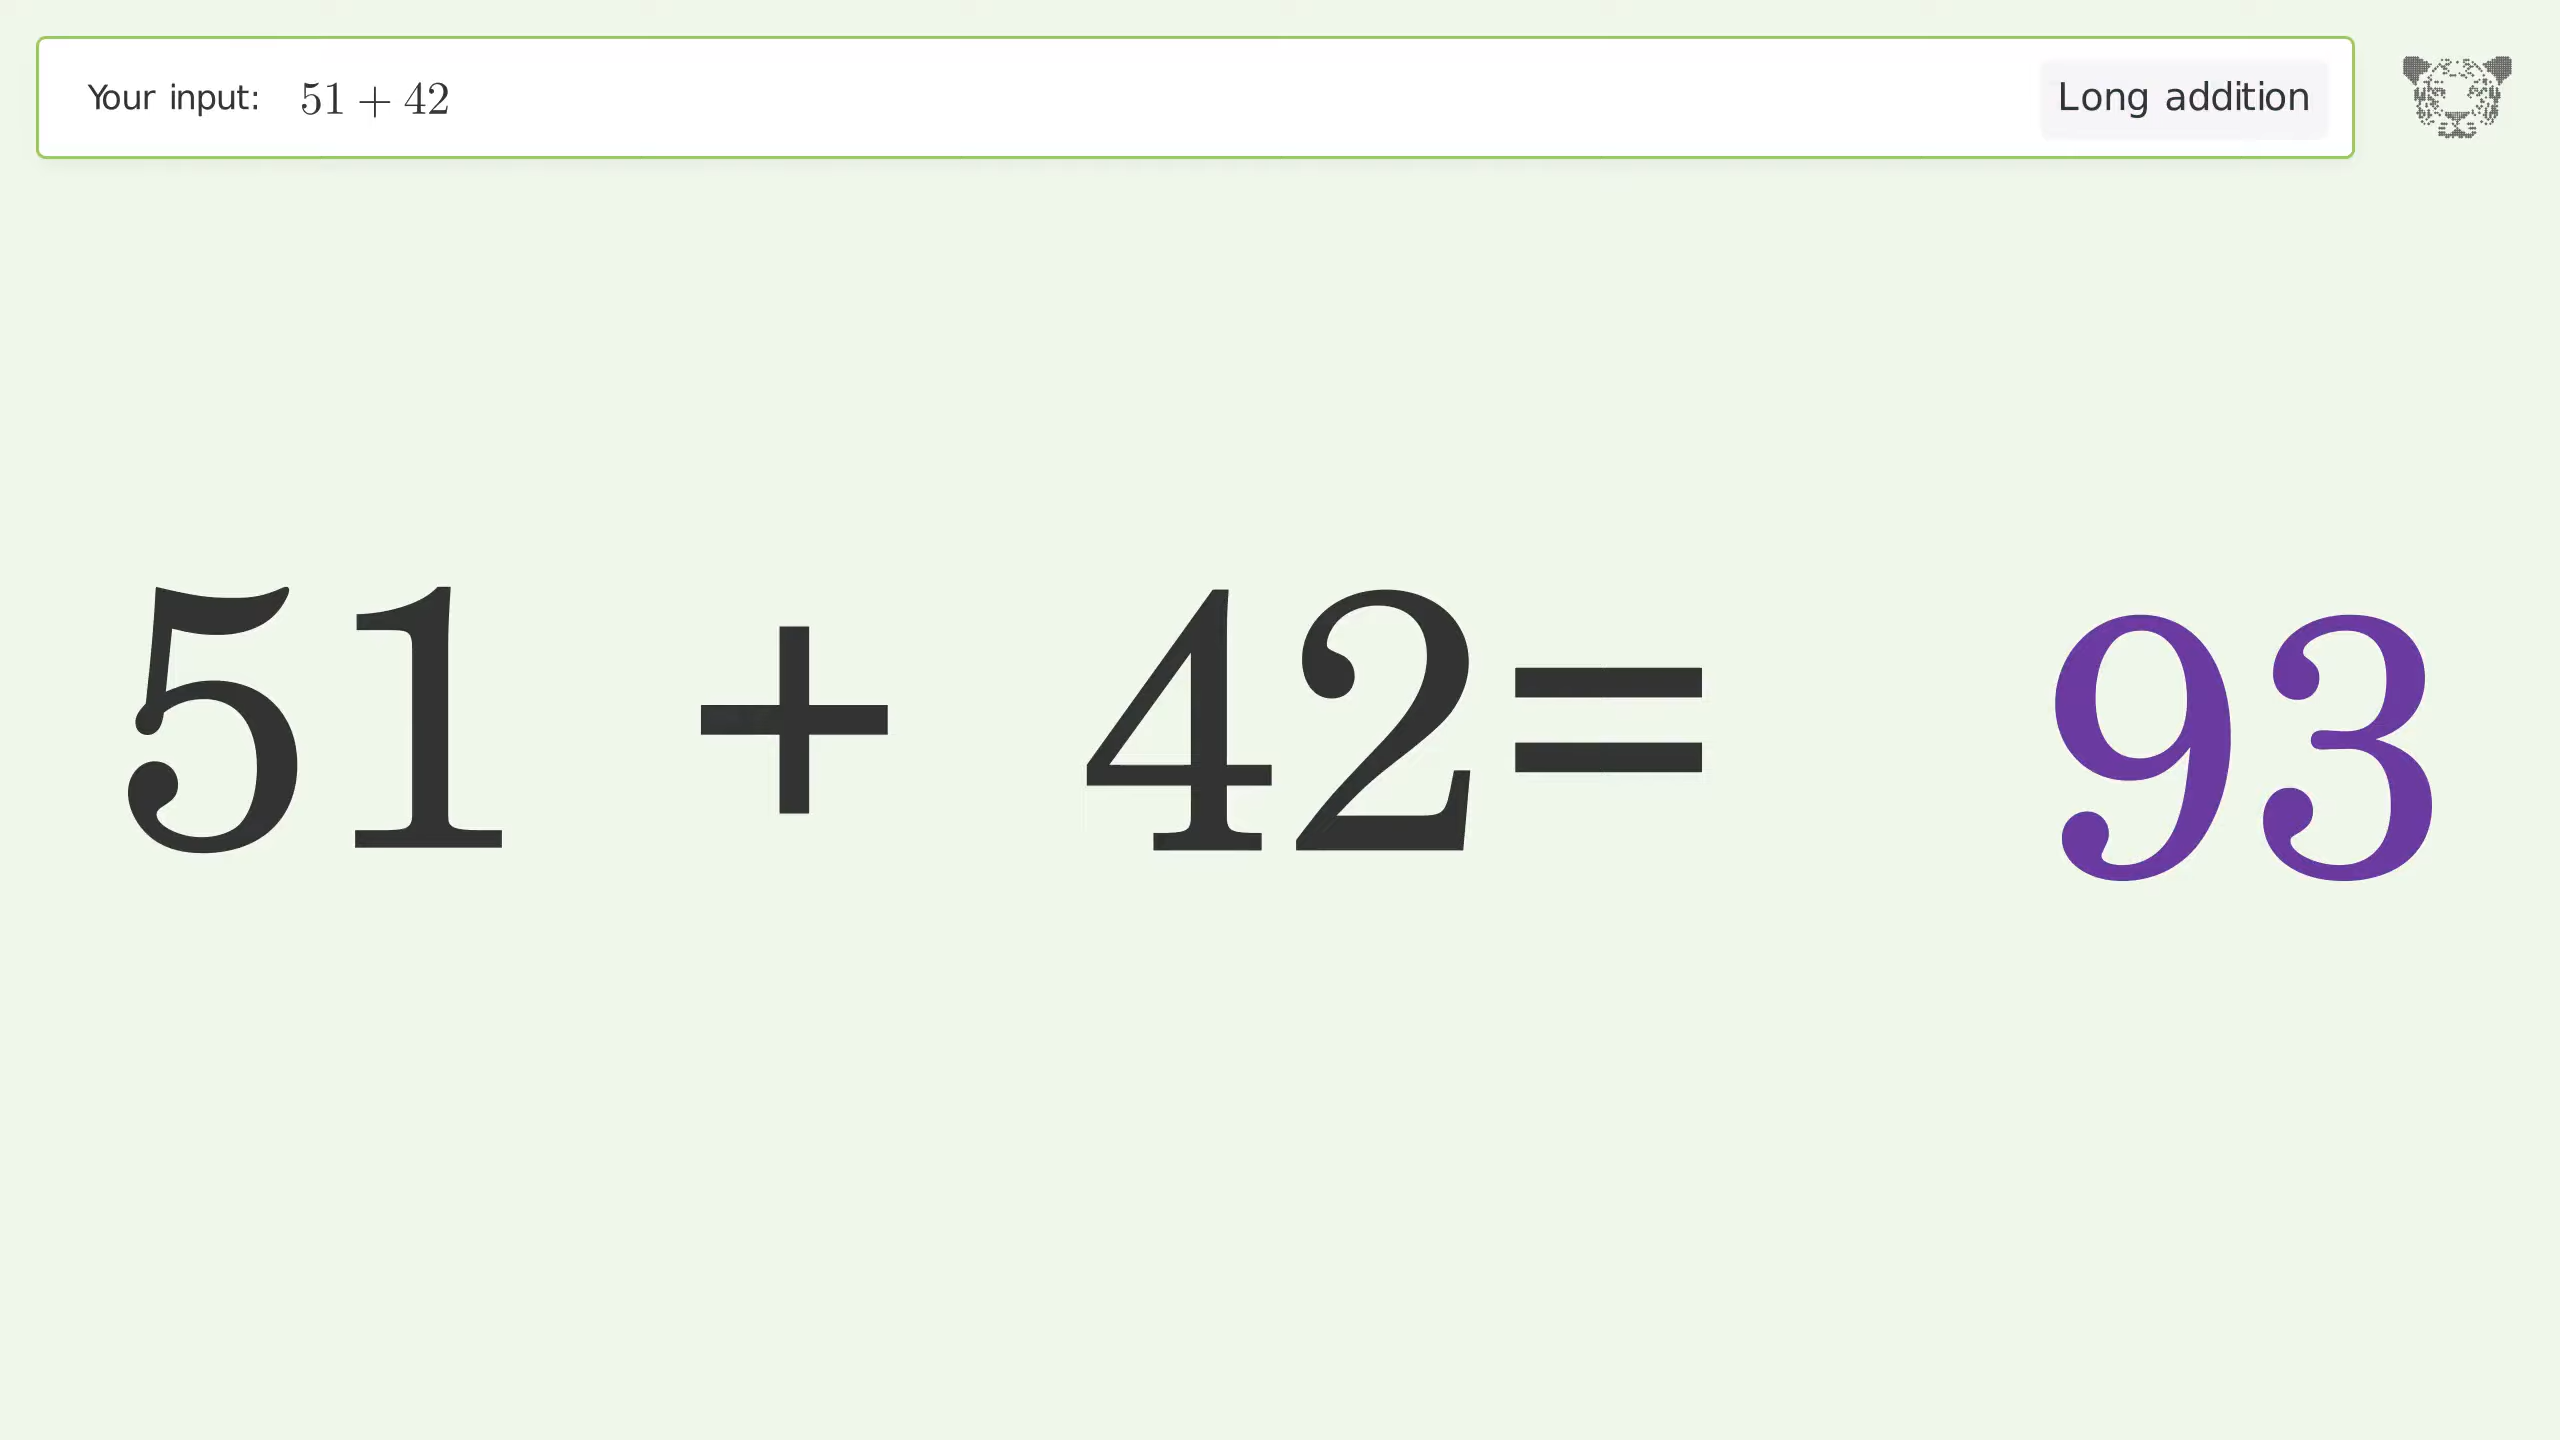 Your input: 51 + 42 Long addition
51 + 42 = 93